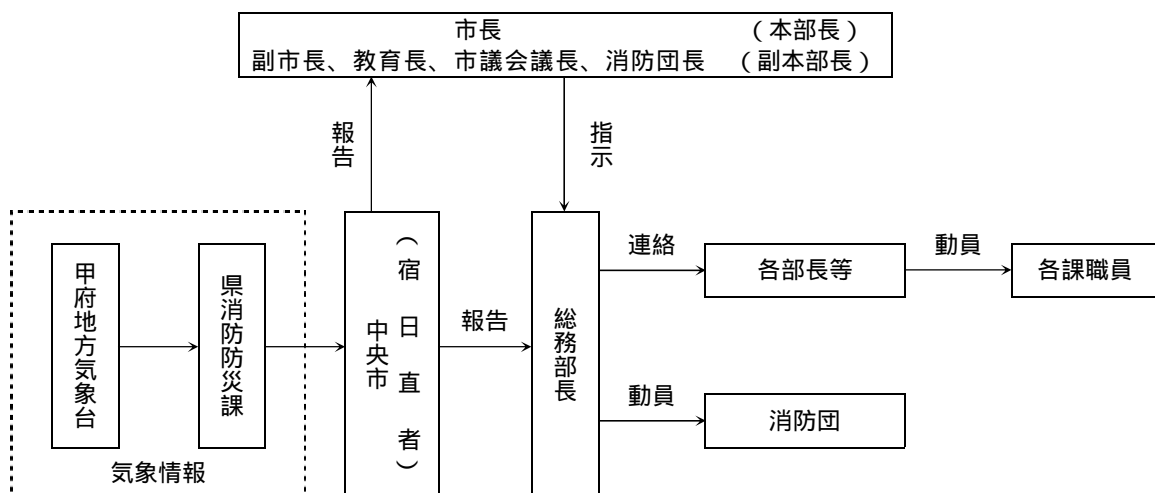 市長 （本部長）
副市長、教育長、市議会議長、消防団長 （副本部長）
報告
指示
甲府地方気象台
県消防防災課
気象情報
中央市
（宿日直者）
報告
総務部長
連絡
各部長等
動員
各課職員
動員
消防団